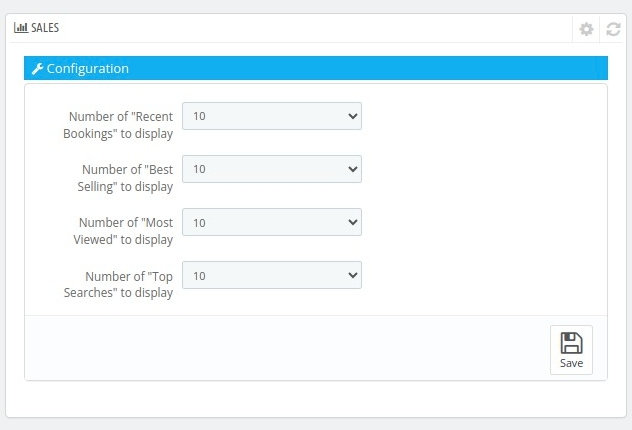 SALES
Configuration
Number of "Recent
Bookings" to display
10
Number of "Best
Selling" to display
10
Number of "Most
Viewed" to display
10
Number of "Top
Searches" to display
10
Save